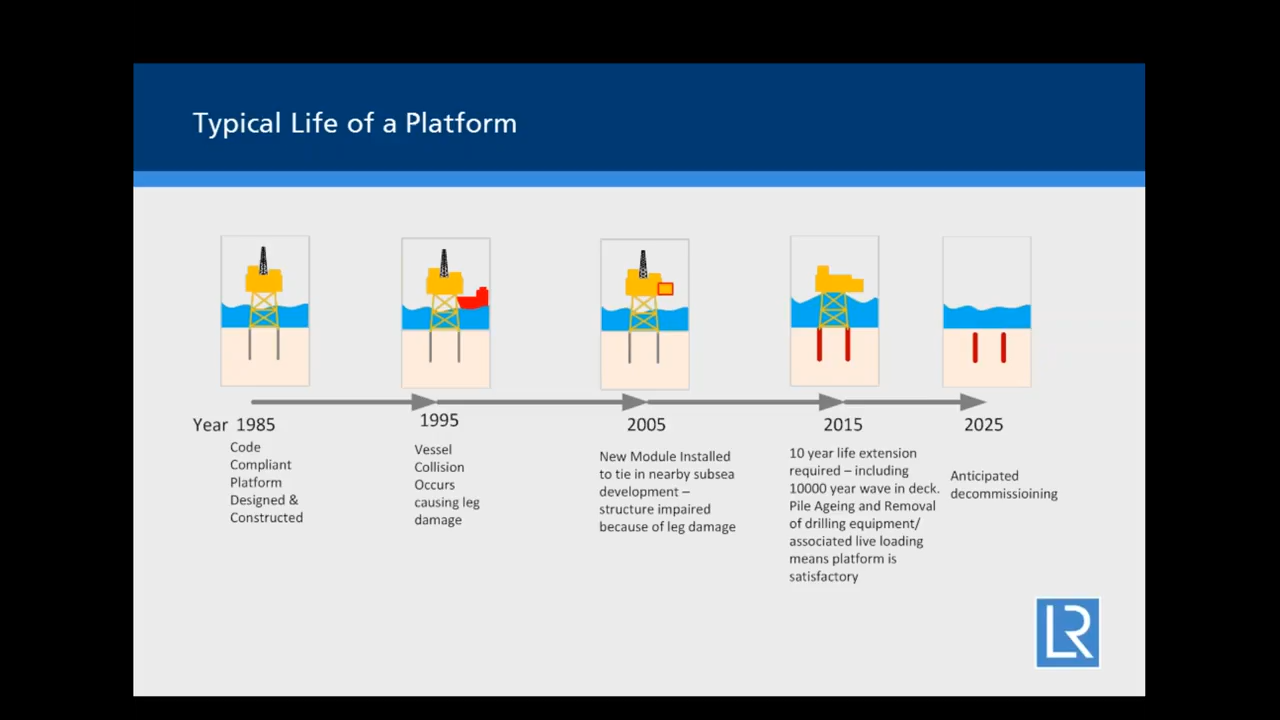 Typical Life of a Platform
Year 1985
Code
Compliant
Platform
Designed &
Constructed
1995
Vessel
Collision
Occurs
causing leg
damage
2005
New Module Installed
to tie in nearby subsea
development –
structure impaired
because of leg damage
2015
10 year life extension
required – including
10000 year wave in deck.
Pile Ageing and Removal
of drilling equipment/
associated live loading
means platform is
satisfactory
2025
Anticipated
decommissioining
LR